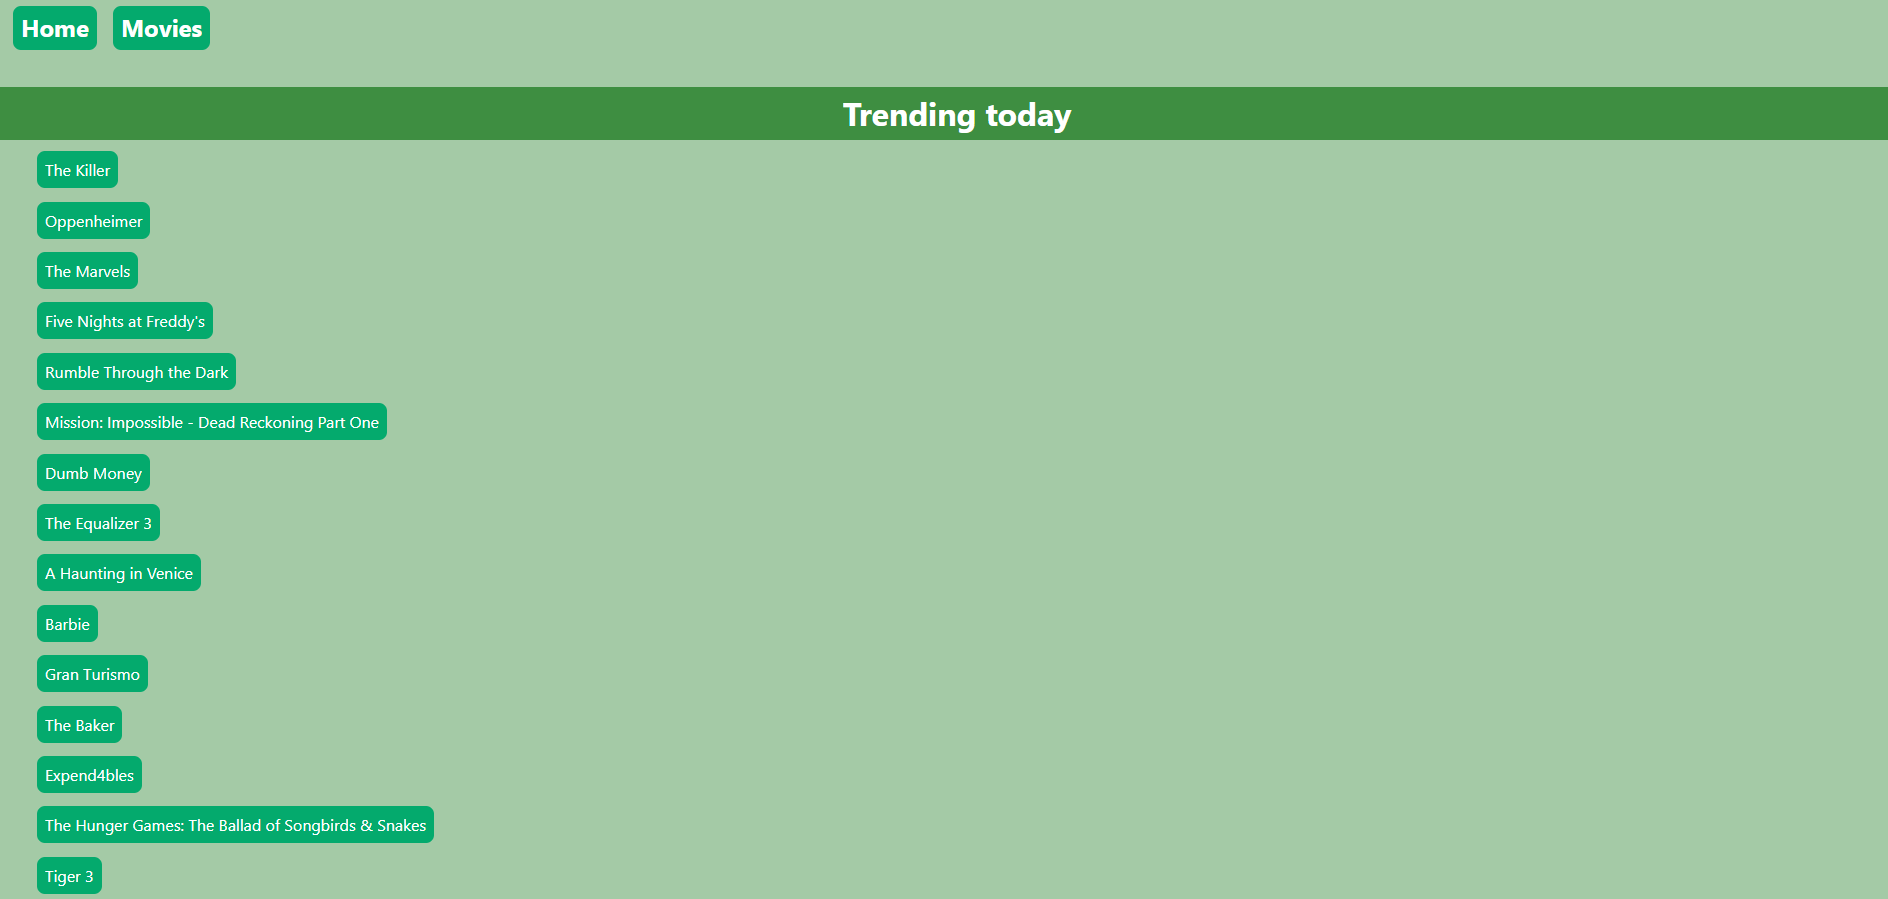 Home Movies
Trending today
The Killer
Oppenheimer
The Marvels
Five Nights at Freddy's
Rumble Through the Dark
Mission: Impossible - Dead Reckoning Part One
Dumb Money
The Equalizer 3
A Haunting in Venice
Barbie
Gran Turismo
The Baker
Expend4bles
The Hunger Games: The Ballad of Songbirds & Snakes
Tiger 3